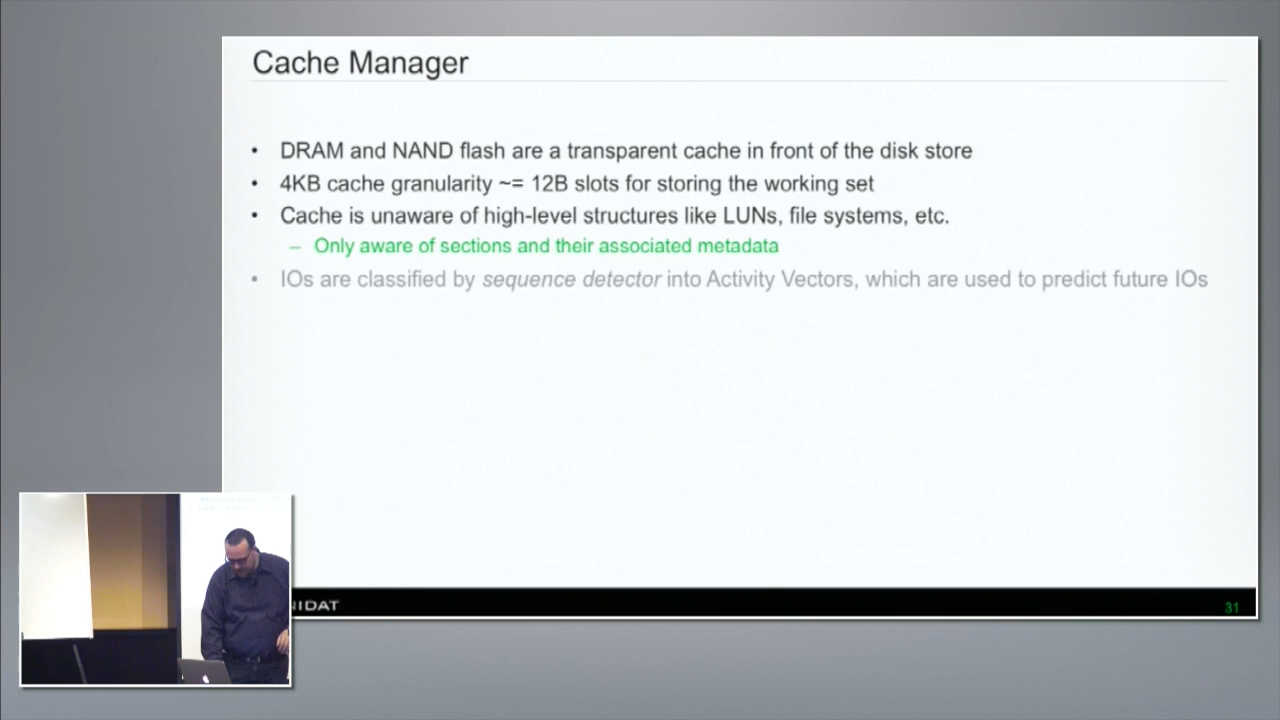 Cache Manager
• DRAM and NAND flash are a transparent cache in front of the disk store
• 4KB cache granularity ~= 12B slots for storing the working set
• Cache is unaware of high-level structures like LUNs, file systems, etc.
– Only aware of sections and their associated metadata
• IOs are classified by sequence detector into Activity Vectors, which are used to predict future IOs
NIDAT
31